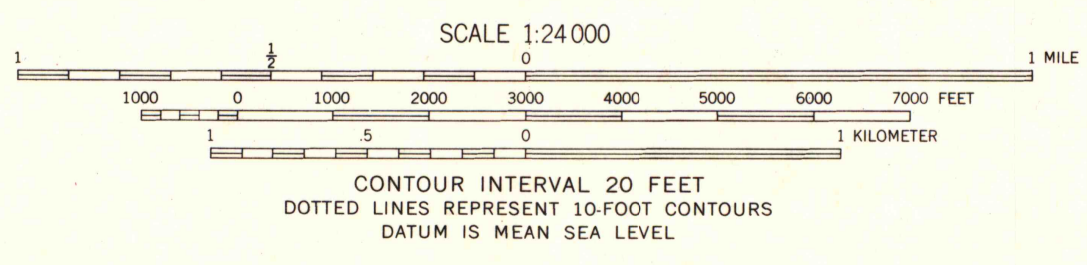 SCALE 1:24 000
1 ½ 0 1 MILE
1000 0 1000 2000 3000 4000 5000 6000 7000 FEET
1 .5 0 1 KILOMETER
CONTOUR INTERVAL 20 FEET
DOTTED LINES REPRESENT 10-FOOT CONTOURS
DATUM IS MEAN SEA LEVEL